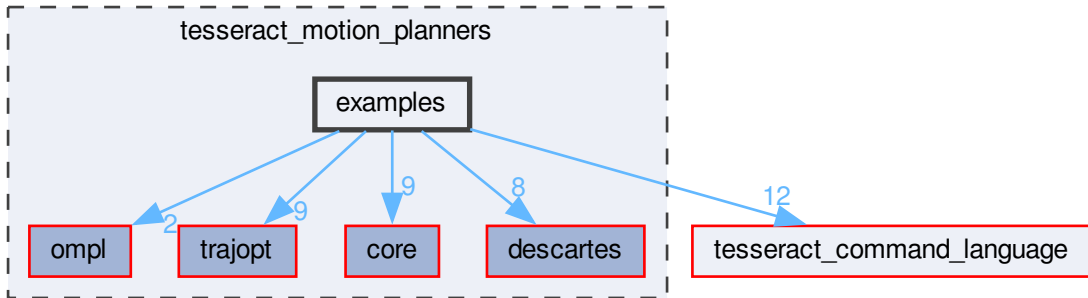 tesseract_motion_planners
examples
2
9
9
8
12
ompl
trajopt
core
descartes
tesseract_command_language